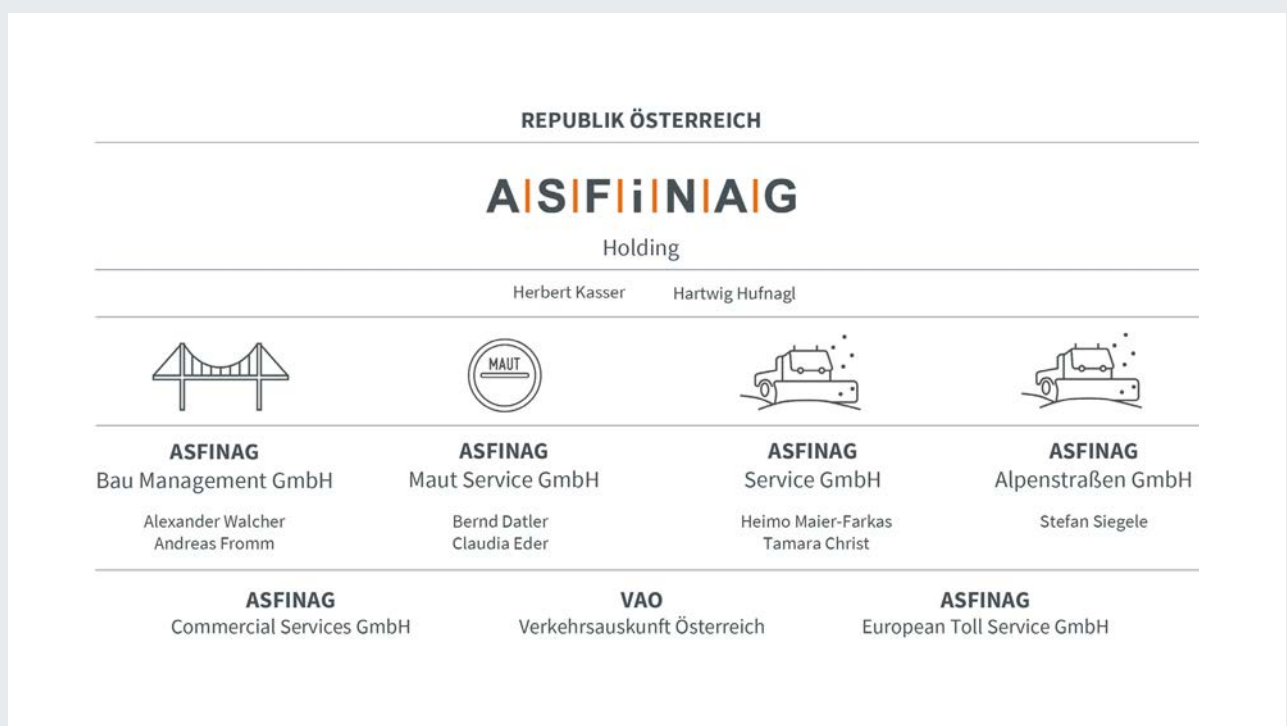 REPUBLIK ÖSTERREICH
A|S|F|i|N|A|G
Holding
Herbert Kasser Hartwig Hufnagl
MAUT
ASFINAG
Bau Management GmbH
Alexander Walcher
Andreas Fromm
ASFINAG
Maut Service GmbH
Bernd Datler
Claudia Eder
ASFINAG
Service GmbH
Heimo Maier-Farkas
Tamara Christ
ASFINAG
Alpenstraßen GmbH
Stefan Siegele
ASFINAG
Commercial Services GmbH
VAO
Verkehrsauskunft Österreich
ASFINAG
European Toll Service GmbH